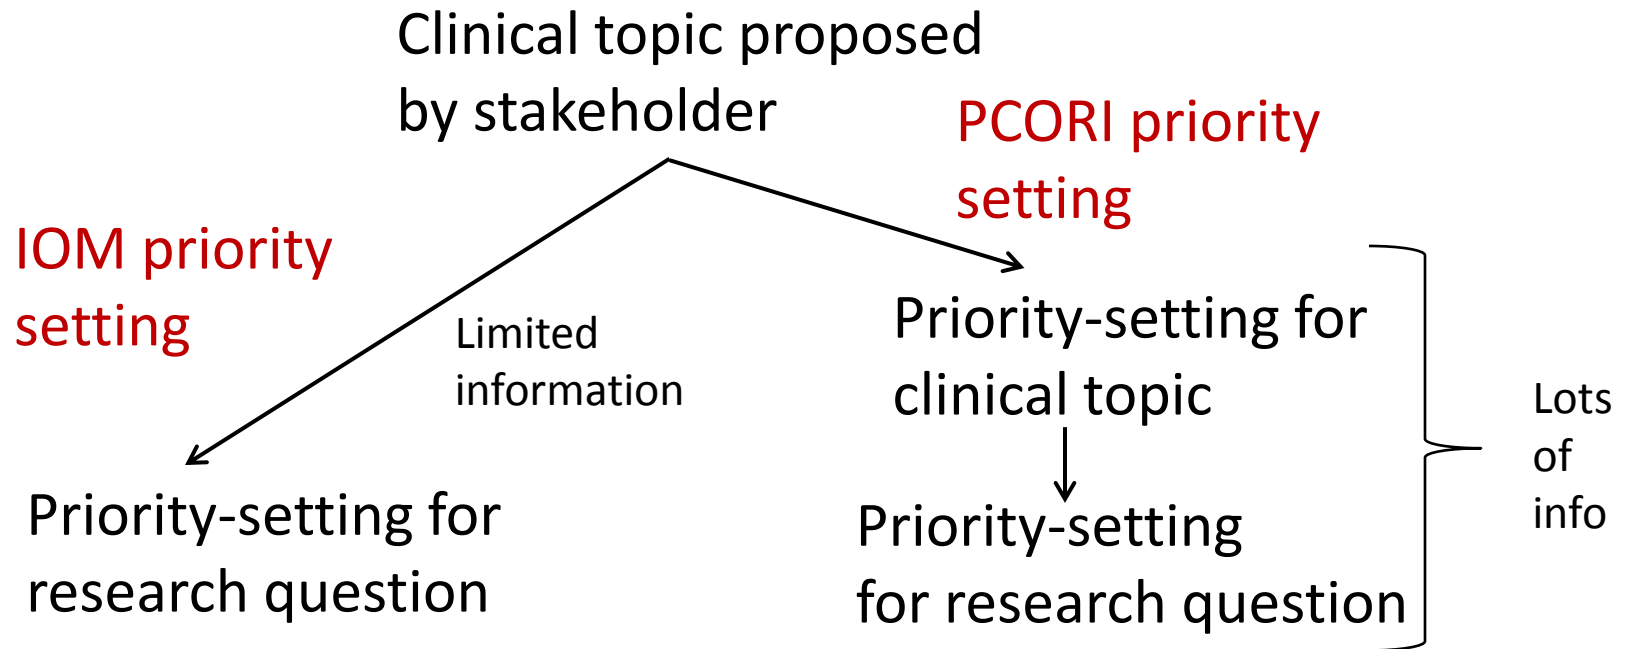 Clinical topic proposed
by stakeholder
PCORI priority
setting
IOM priority
setting
Limited
information
Priority-setting for
clinical topic
Lots
of
info
Priority-setting for
research question
Priority-setting
for research question